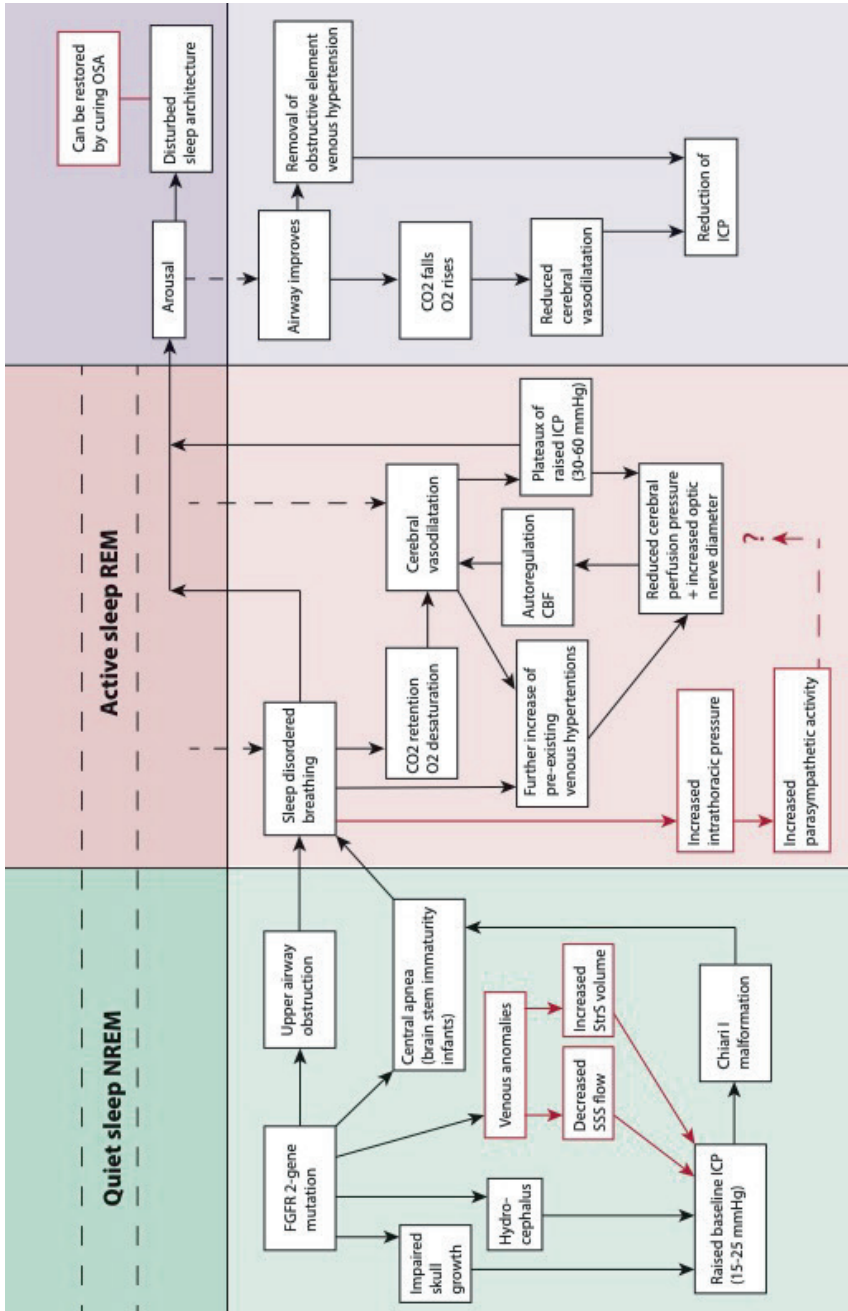 Quiet sleep NREM
Active sleep REM
FGFR 2-gene
mutation
Upper airway
obstruction
Central apnea
(brain stem immaturity
infants)
Impaired
skull
growth
Hydro-
cephalus
Venous anomalies
Decreased
SSS flow
Increased
StrS volume
Raised baseline ICP
(15-25 mmHg)
Chiari I
malformation
Sleep disordered
breathing
CO2 retention
O2 desaturation
Cerebral
vasodilatation
Further increase of
pre-existing
venous hypertentions
Autoregulation
CBF
Plateaux of
raised ICP
(30-60 mmHg)
Reduced cerebral
perfusion pressure
+ increased optic
nerve diameter
Increased
intrathoracic pressure
Increased
parasympathetic activity
?
Arousal
Disturbed
sleep architecture
Can be restored
by curing OSA
Airway improves
Removal of
obstructive element
venous hypertension
CO2 falls
O2 rises
Reduced
cerebral
vasodilatation
Reduction of
ICP